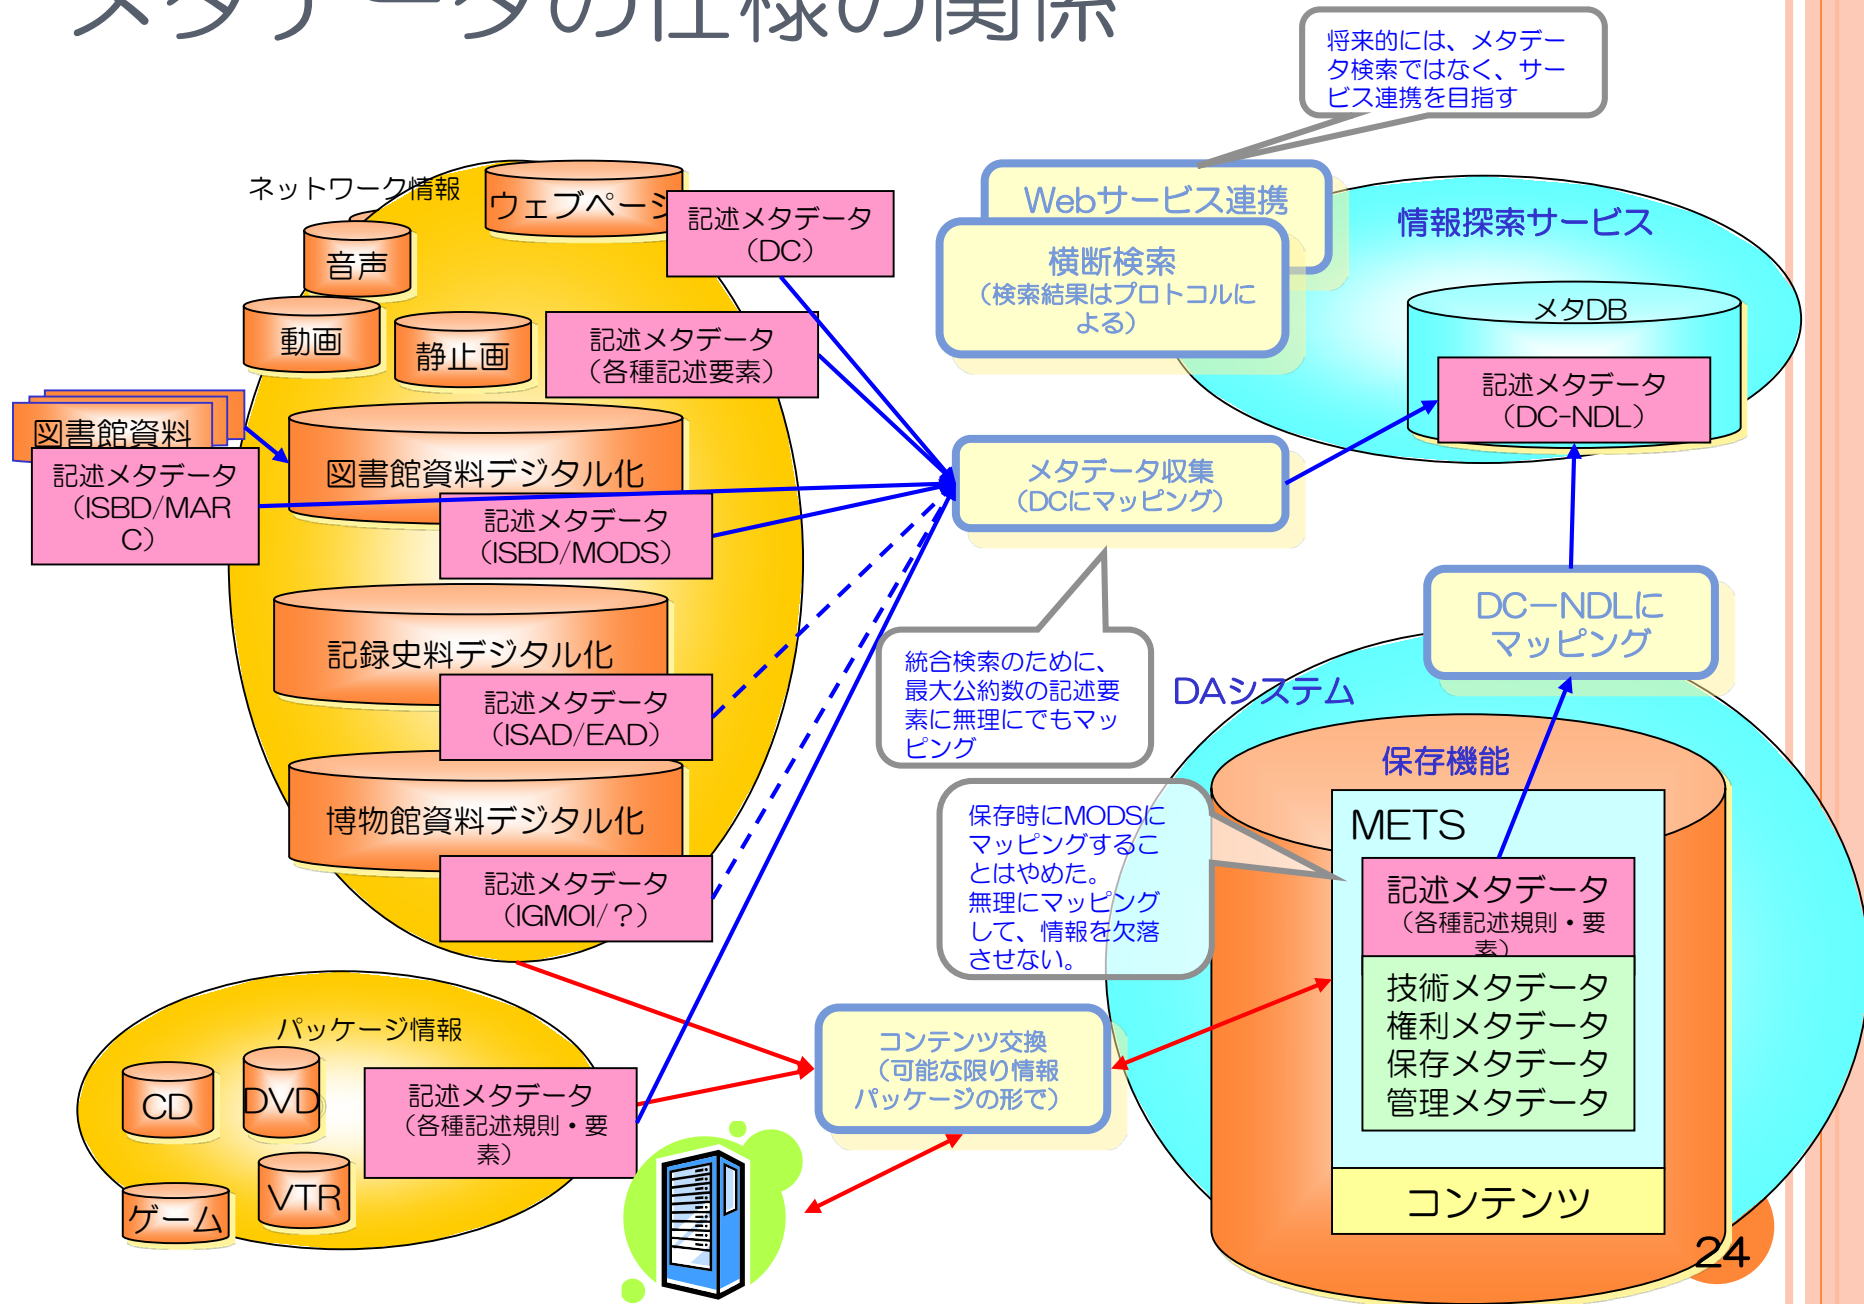 メタデータの仕様の関係
将来的には、メタデー
タ検索ではなく、サー
ビス連携を目指す
ネットワーク情報
ウェブページ
記述メタデータ
（DC）
音声
動画
静止画
記述メタデータ
（各種記述要素）
図書館資料
記述メタデータ
（ISBD/MAR
C）
図書館資料デジタル化
記述メタデータ
（ISBD/MODS）
記録史料デジタル化
記述メタデータ
（ISAD/EAD）
博物館資料デジタル化
記述メタデータ
（IGMOI/？）
Webサービス連携
横断検索
（検索結果はプロトコルに
よる）
情報探索サービス
メタDB
記述メタデータ
（DC-NDL）
メタデータ収集
（DCにマッピング）
統合検索のために、
最大公約数の記述要
素に無理にでもマッ
ピング
DC－NDLに
マッピング
DAシステム
保存機能
保存時にMODSに
マッピングするこ
とはやめた。
無理にマッピング
して、情報を欠落
させない。
METS
記述メタデータ
（各種記述規則・要
素）
技術メタデータ
権利メタデータ
保存メタデータ
管理メタデータ
コンテンツ
パッケージ情報
CD
DVD
ゲーム
VTR
記述メタデータ
（各種記述規則・要
素）
コンテンツ交換
（可能な限り情報
パッケージの形で）
24